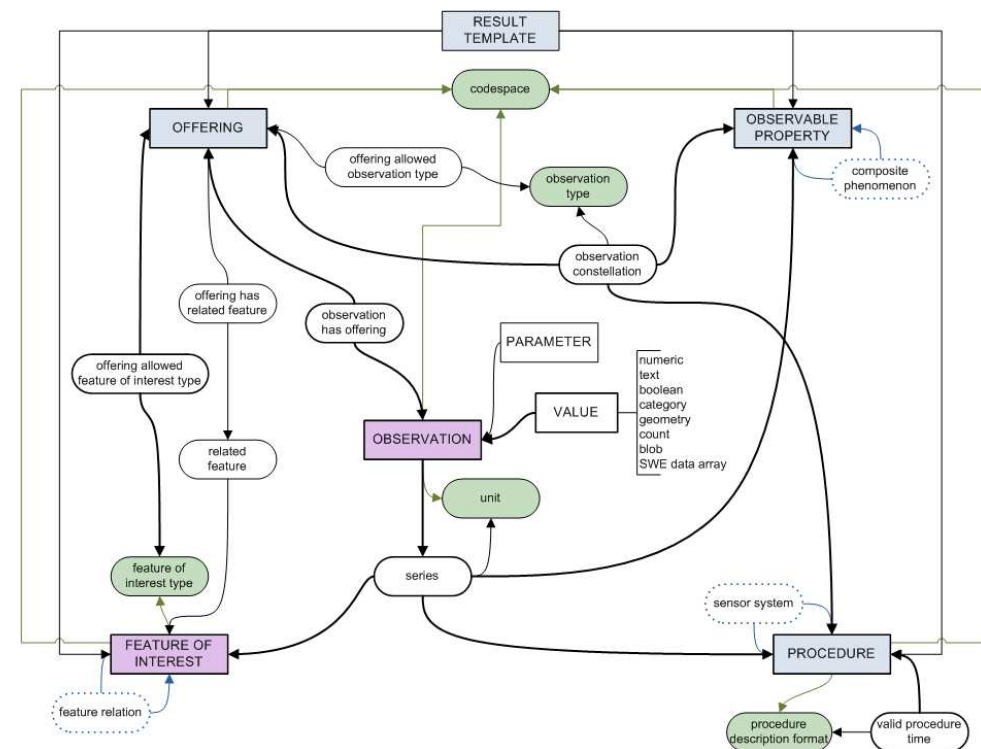 RESULT
TEMPLATE
codespace
OFFERING
OBSERVABLE
PROPERTY
offering allowed
observation type
observation
type
composite
phenomenon
observation
constellation
offering has
related feature
observation
has offering
PARAMETER
offering allowed
feature of interest type
numeric
text
boolean
category
geometry
count
blob
SWE data array
VALUE
OBSERVATION
related
feature
unit
feature of
interest type
series
sensor system
FEATURE OF
INTEREST
PROCEDURE
feature relation
procedure
description format
valid procedure
time